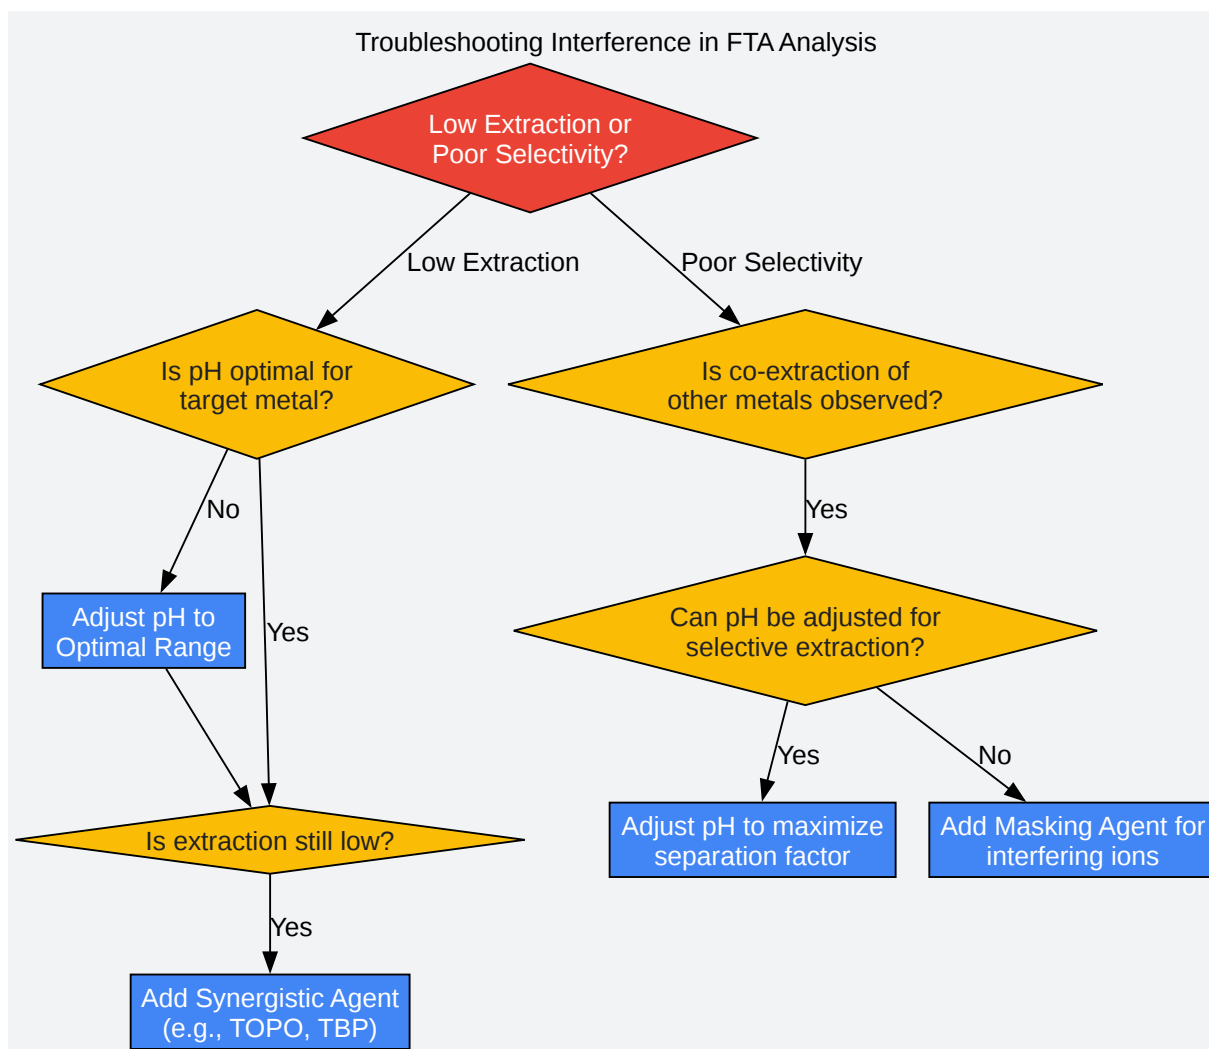 Troubleshooting Interference in FTA Analysis
Low Extraction or
Poor Selectivity?
Low Extraction
Poor Selectivity
Is pH optimal for
target metal?
Is co-extraction of
other metals observed?
No
Yes
Adjust pH to
Optimal Range
Yes
Can pH be adjusted for
selective extraction?
Yes
No
Is extraction still low?
Adjust pH to maximize
separation factor
Add Masking Agent for
interfering ions
Yes
Add Synergistic Agent
(e.g., TOPO, TBP)